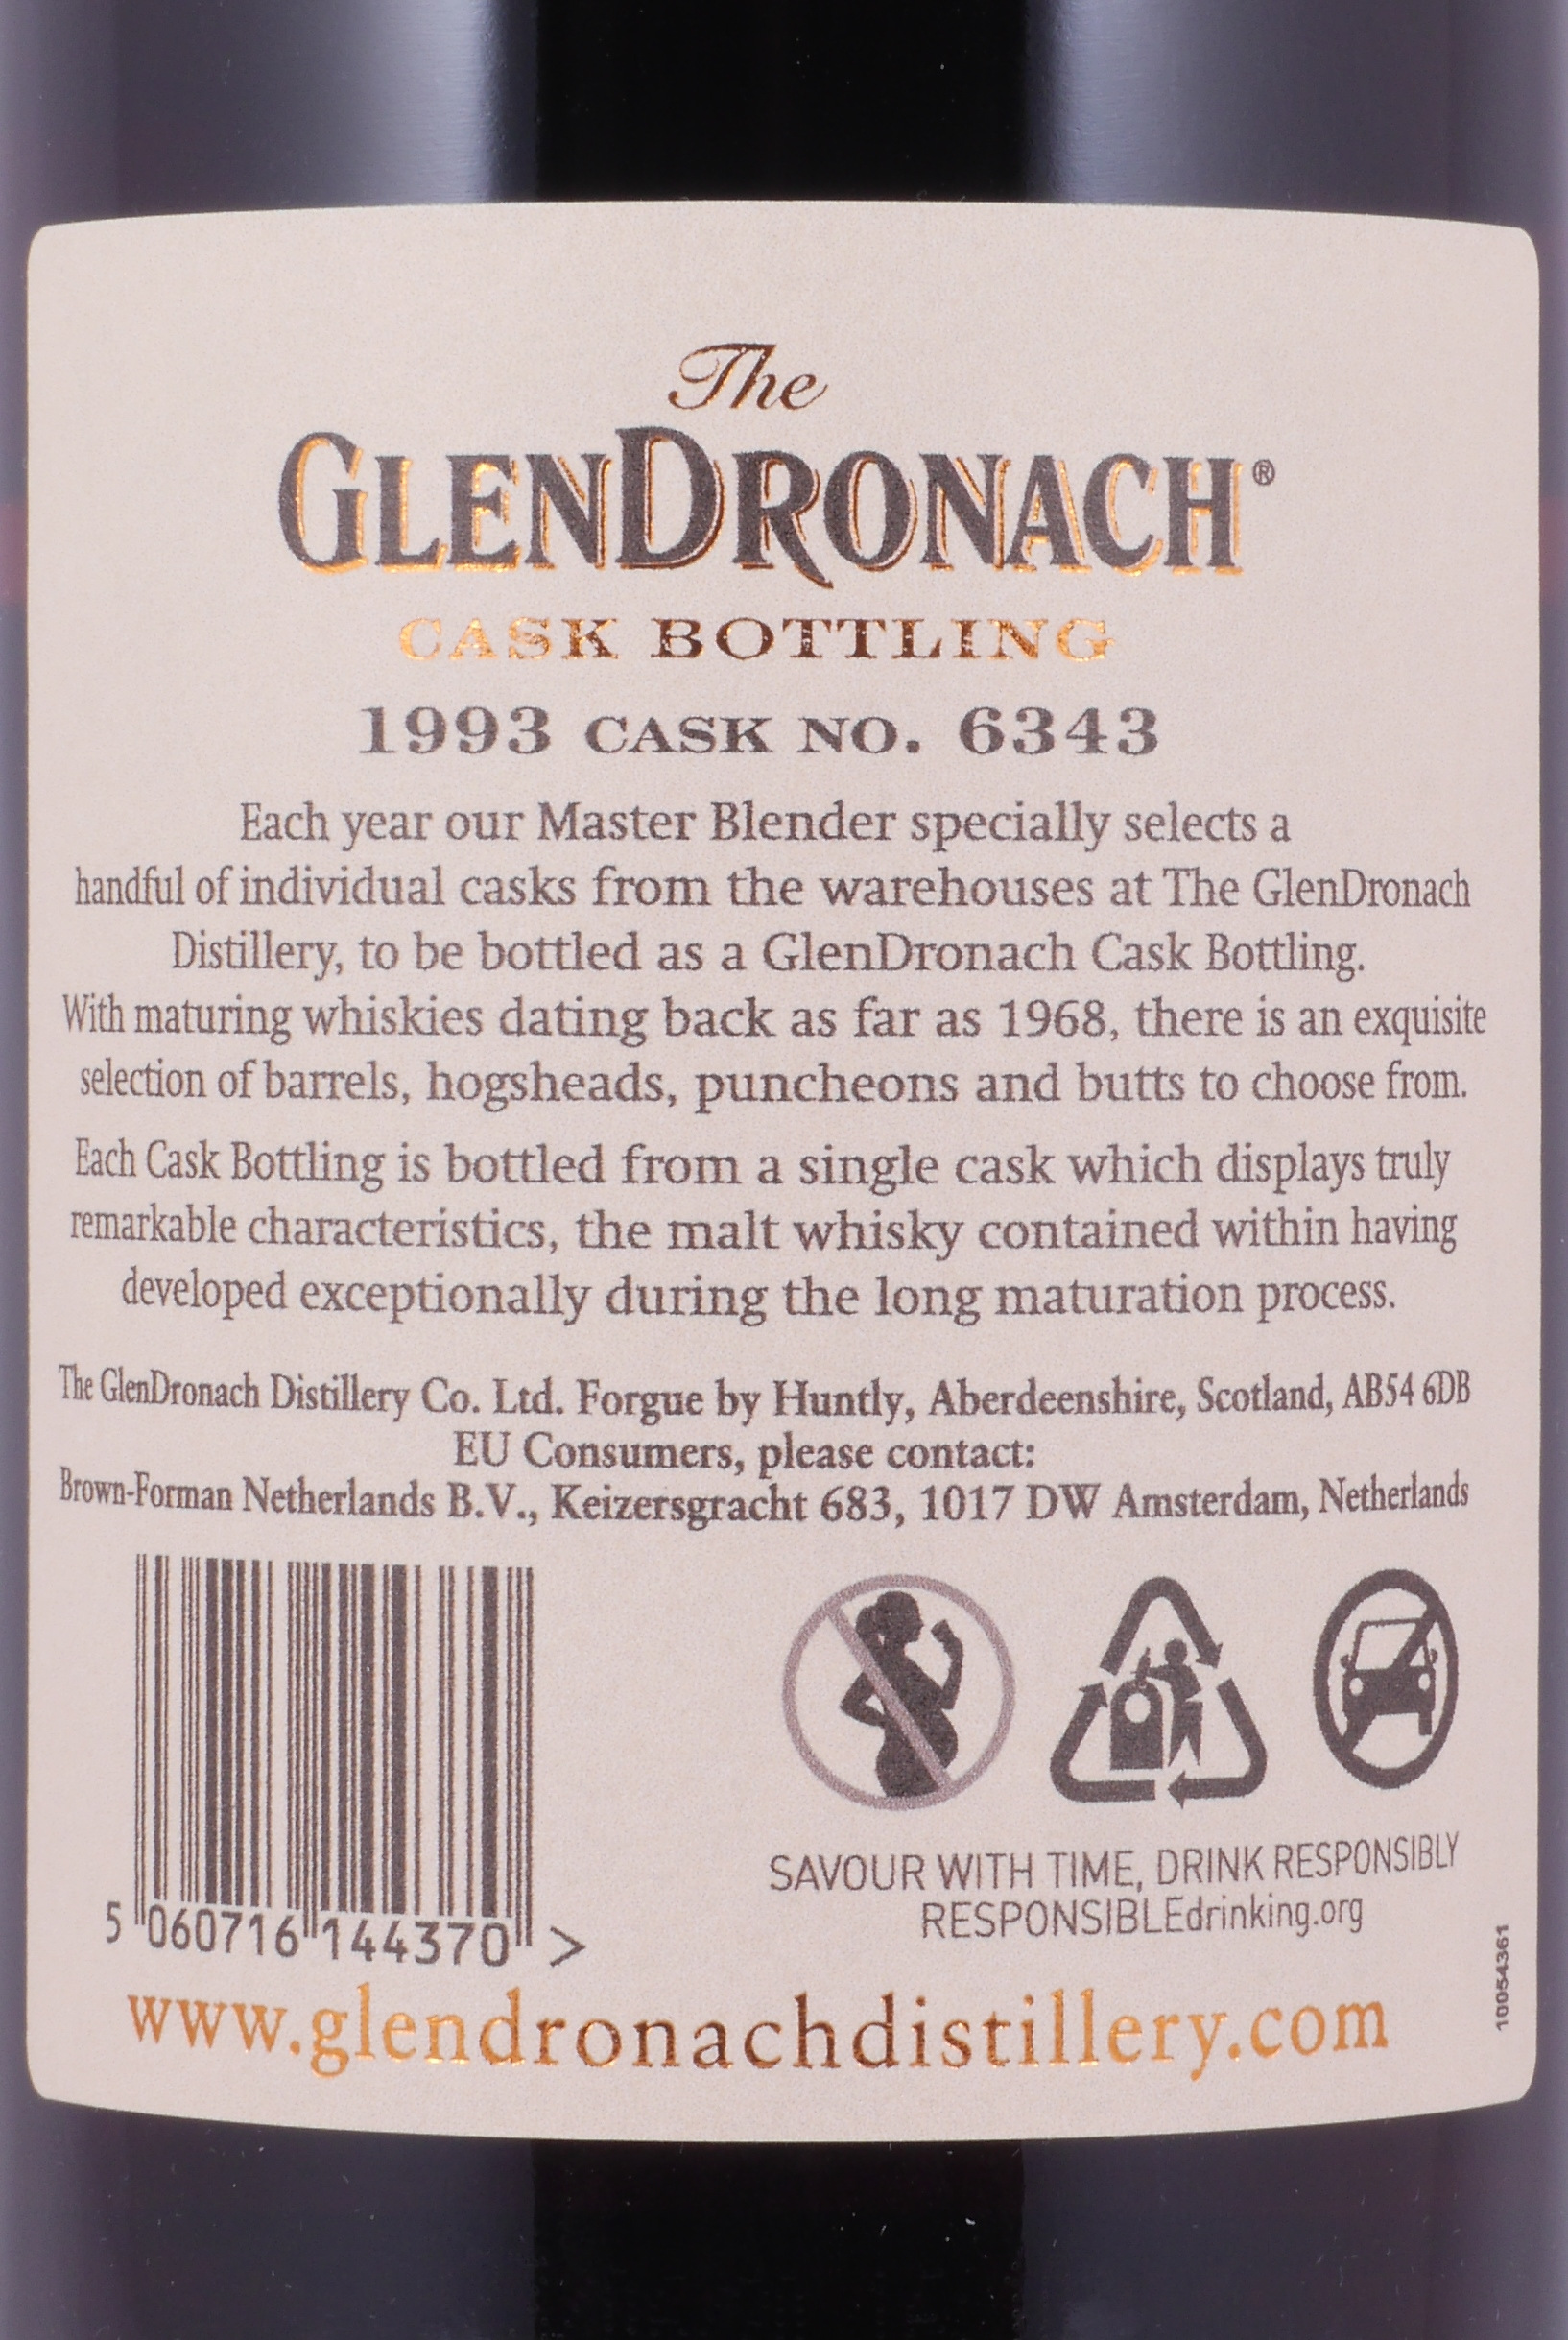 The
GLENDRONACH®
CASK BOTTLING
1993 CASK NO. 6343
Each year our Master Blender specially selects a
handful of individual casks from the warehouses at The GlenDronach
Distillery, to be bottled as a GlenDronach Cask Bottling.
With maturing whiskies dating back as far as 1968, there is an exquisite
selection of barrels, hogsheads, puncheons and butts to choose from.
Each Cask Bottling is bottled from a single cask which displays truly
remarkable characteristics, the malt whisky contained within having
developed exceptionally during the long maturation process.
The GlenDronach Distillery Co. Ltd. Forgue by Huntly, Aberdeenshire, Scotland, AB54 6DB
EU Consumers, please contact:
Brown-Forman Netherlands B.V., Keizersgracht 683, 1017 DW Amsterdam, Netherlands
5 060716 144370 >
SAVOUR WITH TIME, DRINK RESPONSIBLY
RESPONSIBLEdrinking.org
10054361
www.glendronachdistillery.com